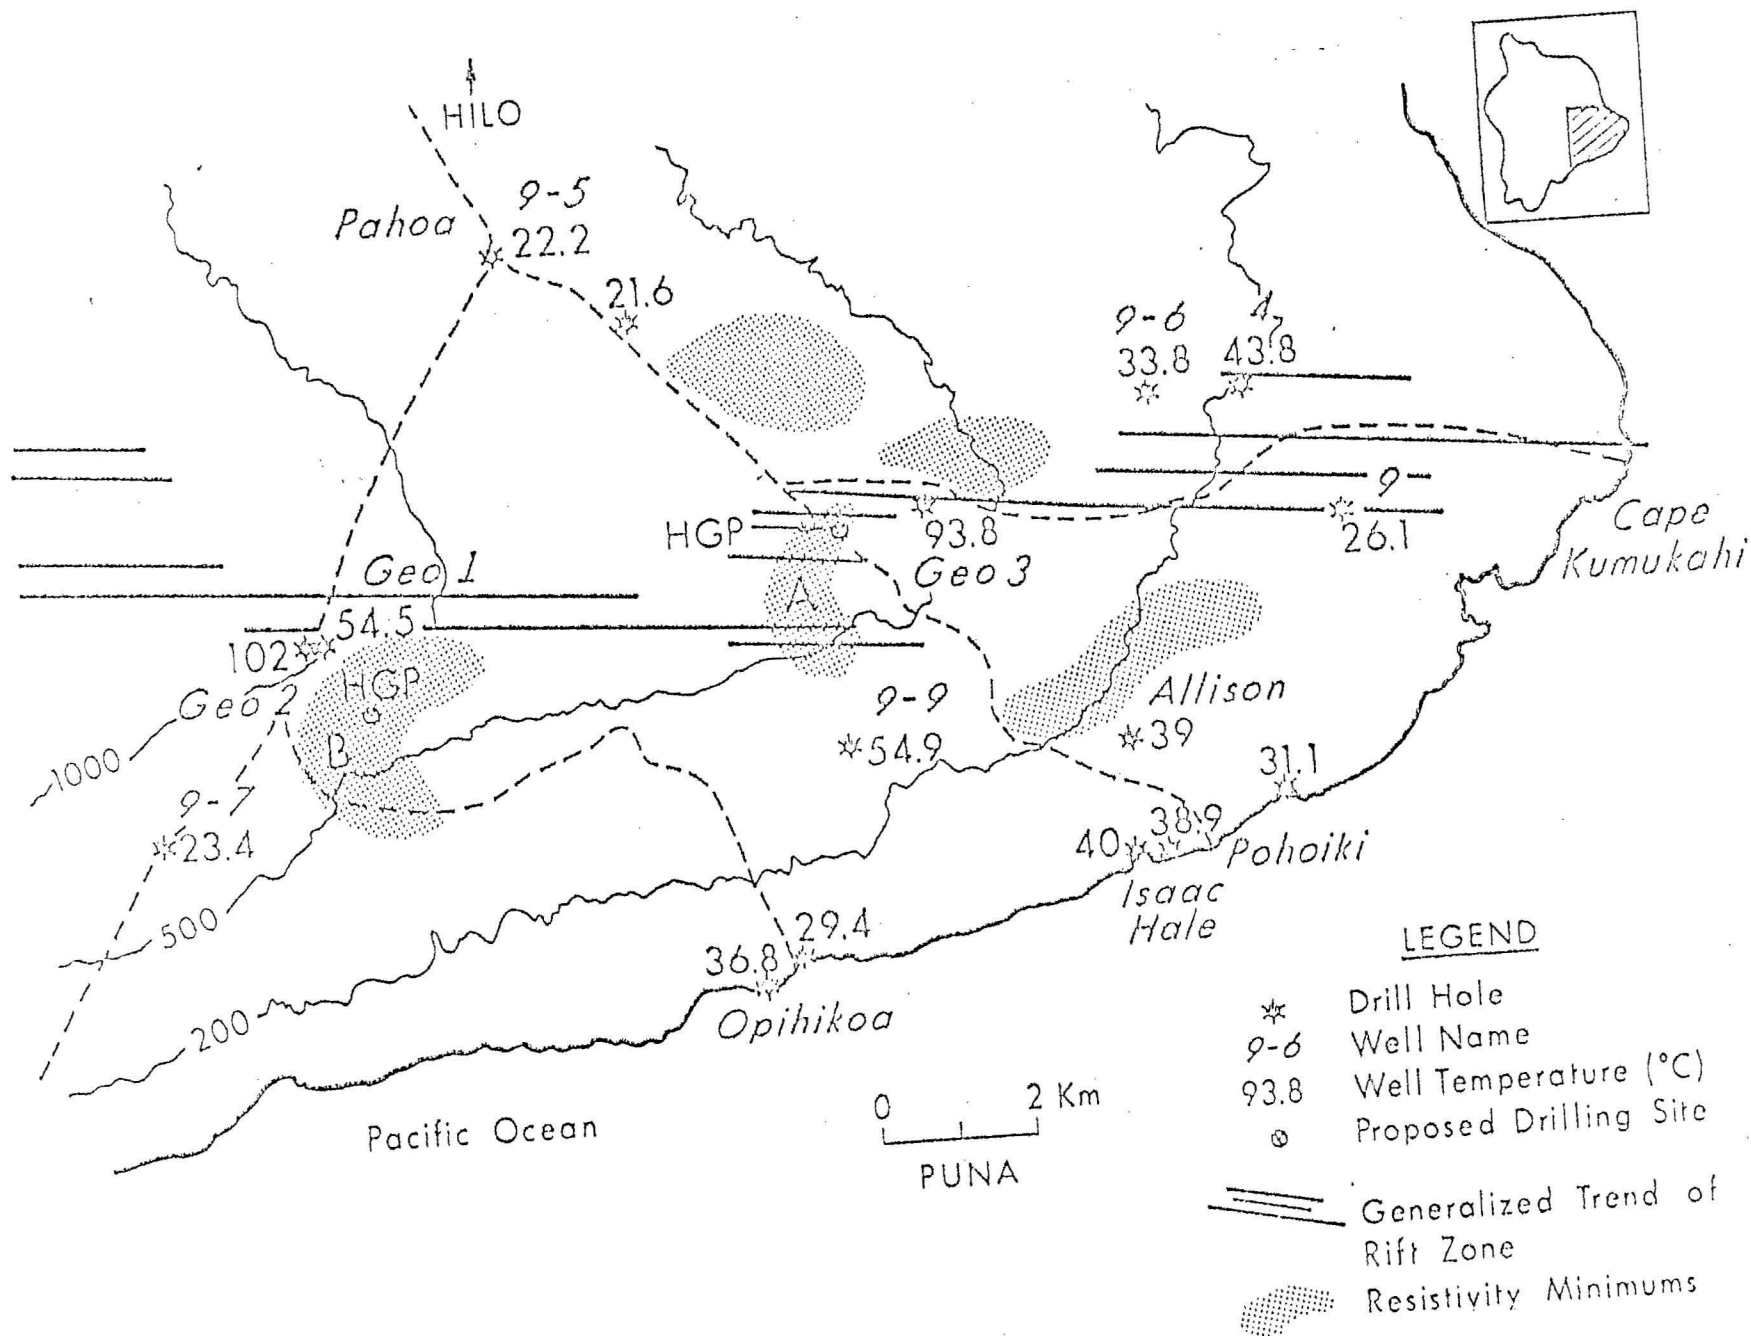 HILO
9-5
Pahoa
22.2
21.6
9-6
4
33.8
43.8
9
HGP
93.8
26.1
Cape
Kumukahi
Geo 1
Geo 3
A
54.5
102
HGP
Geo 2
Allison
9-9
39
54.9
B
1000
31.1
9-7
23.4
38.9
40
Pohoiki
Isaac
Hale
500
29.4
36.8
200
Opihikoa
LEGEND
Drill Hole
9-6 Well Name
93.8 Well Temperature (°C)
Proposed Drilling Site
Generalized Trend of
Rift Zone
Resistivity Minimums
0 2 Km
PUNA
Pacific Ocean